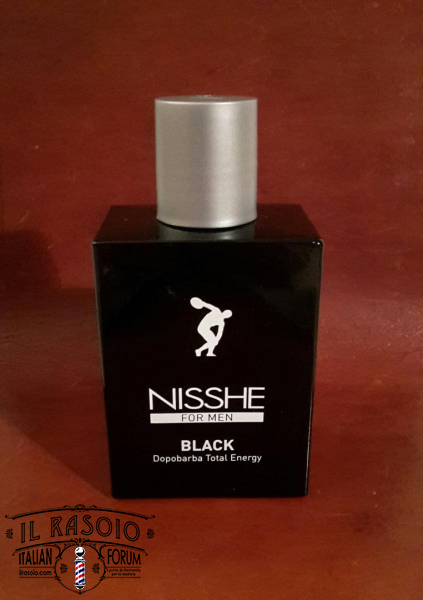 NISSHE
FOR MEN
BLACK
Dopobarba Total Energy
IL RASOIO
ITALIAN FORUM
ilrasoio.com